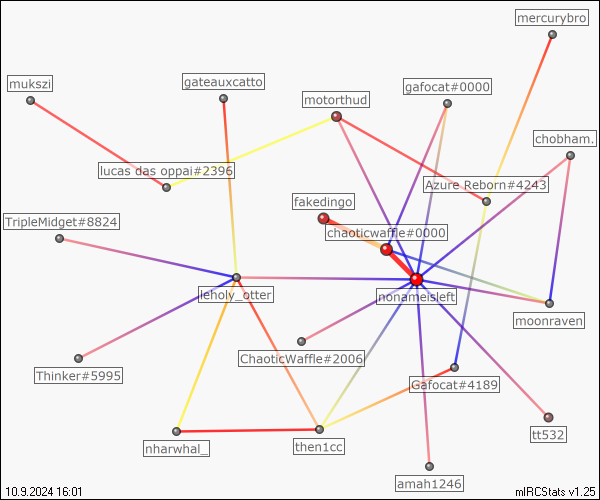 mercurybro
mukszi
gateauxcatto
gafocat#0000
motorthud
chobham.
lucas das oppai#2396
Azure Reborn#4243
fakedingo
TripleMidget#8824
chaoticwaffle#0000
leholy_otter
nonameisleft
moonraven
ChaoticWaffle#2006
Thinker#5995
Gafocat#4189
tt532
nharwhal_
then1cc
amah1246
10.9.2024 16:01
mIRCStats v1.25